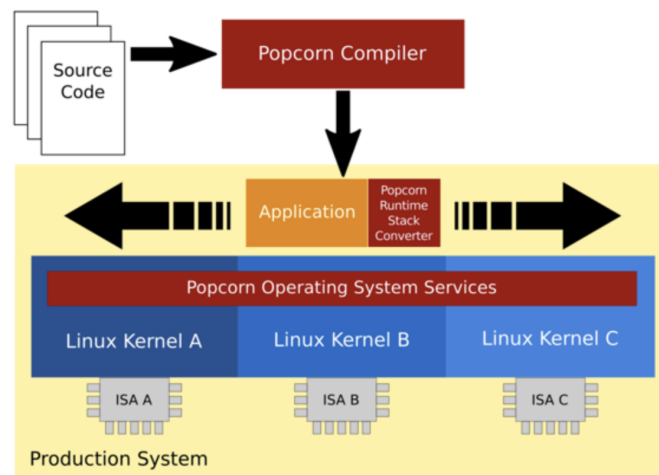 Source
Code
Popcorn Compiler
Application
Popcorn
Runtime
Stack
Converter
Popcorn Operating System Services
Linux Kernel A
Linux Kernel B
Linux Kernel C
ISA A
ISA B
ISA C
Production System